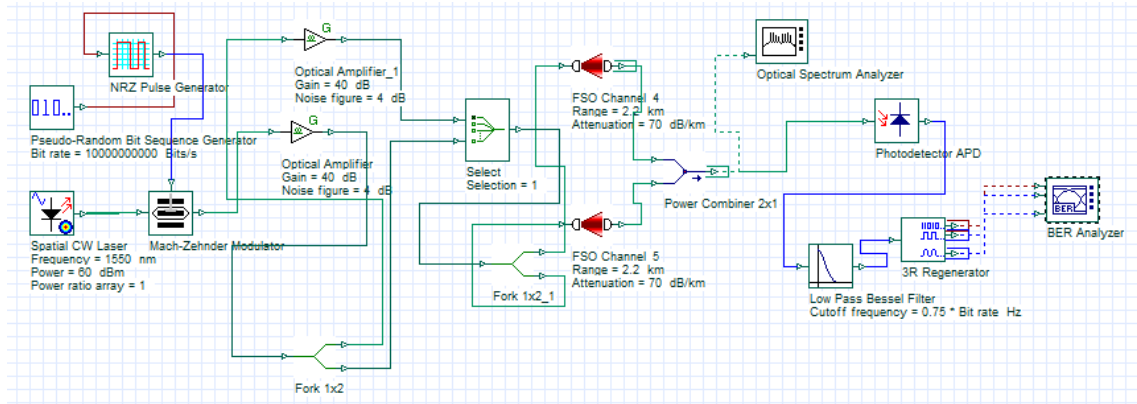 NRZ Pulse Generator
010..
Pseudo-Random Bit Sequence Generator
Bit rate = 10000000000 Bits/s
Spatial CW Laser
Frequency = 1550 nm
Power = 60 dBm
Power ratio array = 1
Mach-Zehnder Modulator
G
Optical Amplifier_1
Gain = 40 dB
Noise figure = 4 dB
G
Optical Amplifier
Gain = 40 dB
Noise figure = 4 dB
Fork 1x2
Select
Selection = 1
Fork 1x2_1
FSO Channel 4
Range = 2.2 km
Attenuation = 70 dB/km
FSO Channel 5
Range = 2.2 km
Attenuation = 70 dB/km
Power Combiner 2x1
Optical Spectrum Analyzer
Photodetector APD
Low Pass Bessel Filter
Cutoff frequency = 0.75 * Bit rate Hz
3R Regenerator
BER
BER Analyzer